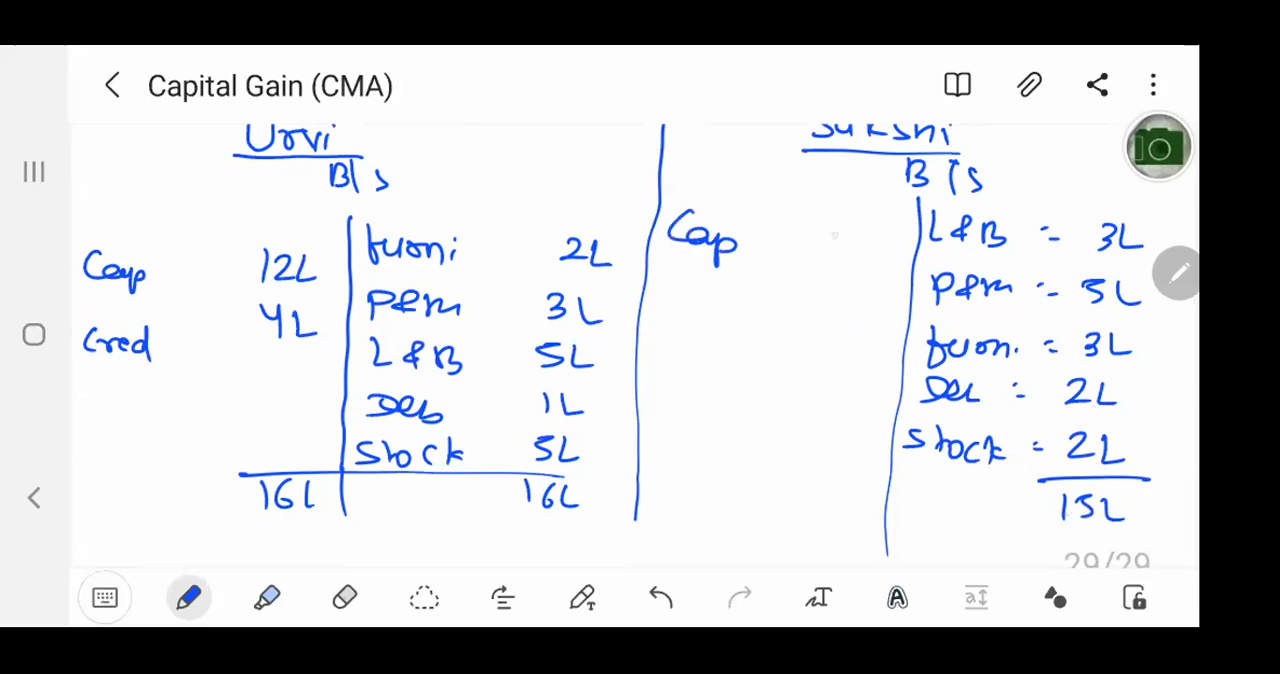 Capital Gain (CMA)
Urvi
B/s
Cap 12L furni 2L
Cred 4L P&M 3L
L & B 5L
Deb 1L
Stock 5L
16L 16L
Sukshi
B/S
Cap L & B = 3L
P&M = 5L
furn. = 3L
= 2L
Stock = 2L
15L
29/29